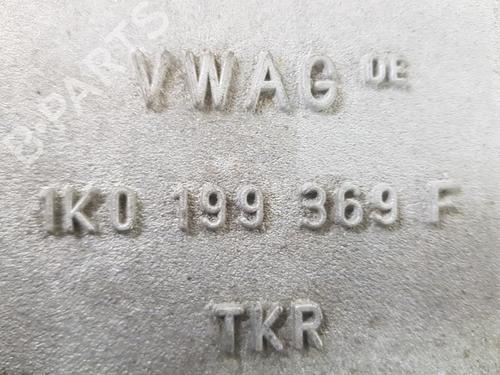 B-PARTS
VWAG DE
1K0 199 369 F
TKR